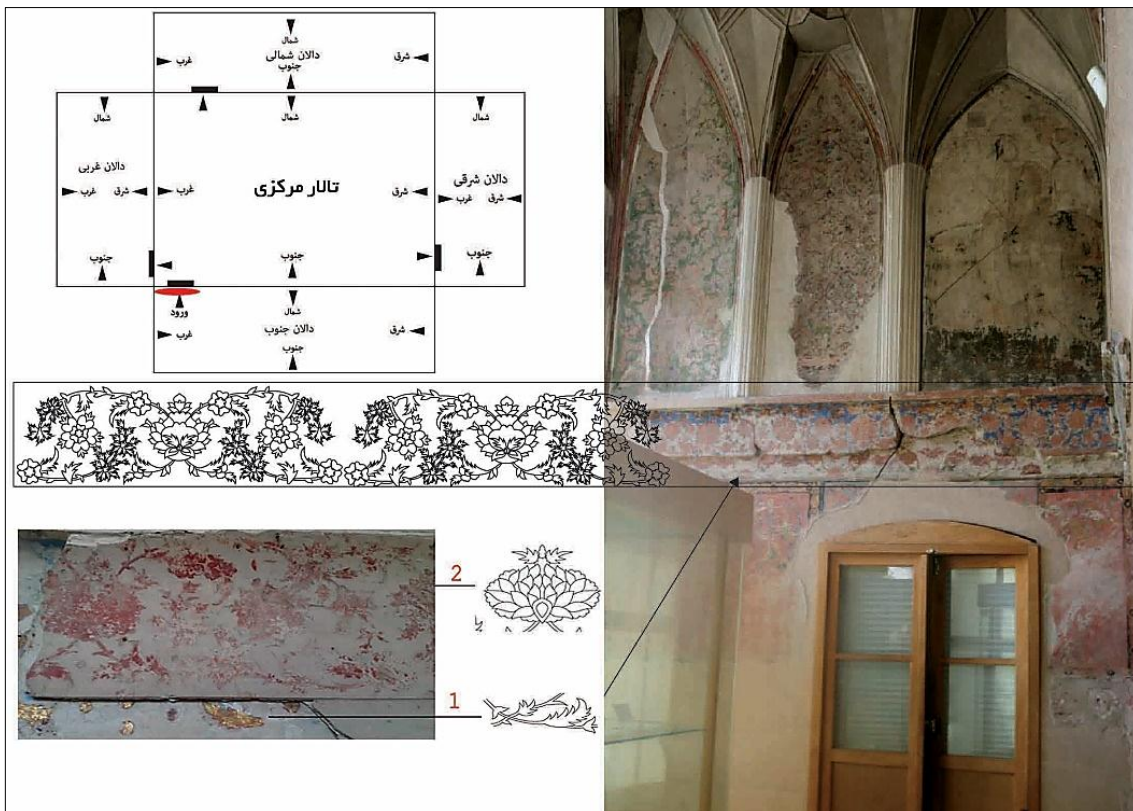 شمال
دالان شمالی
جنوب
غرب
شرق
شمال
شمال
شمال
دالان غربی
غرب
شرق
غرب
تالار مرکزی
شرق
دالان شرقی
غرب
شرق
جنوب
جنوب
جنوب
ورود
شمال
غرب
دالان جنوب
شرق
جنوب
2
1